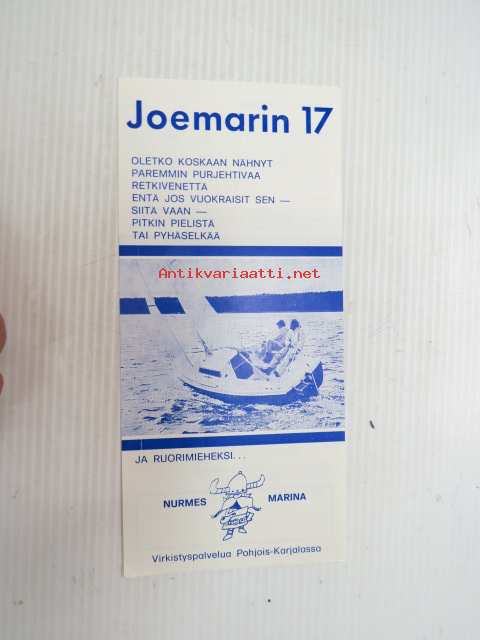 Joemarin 17
OLETKO KOSKAAN NÄHNYT
PAREMMIN PURJEHTIVAA
RETKIVENETTÄ
ENTÄ JOS VUOKRAISIT SEN —
SIITÄ VAAN —
PITKIN PIELISTÄ
TAI PYHÄSELKÄÄ
Antikvariaatti.net
JA RUORIMIEHEKSI...
NURMES MARINA
Virkistyspalvelua Pohjois-Karjalassa